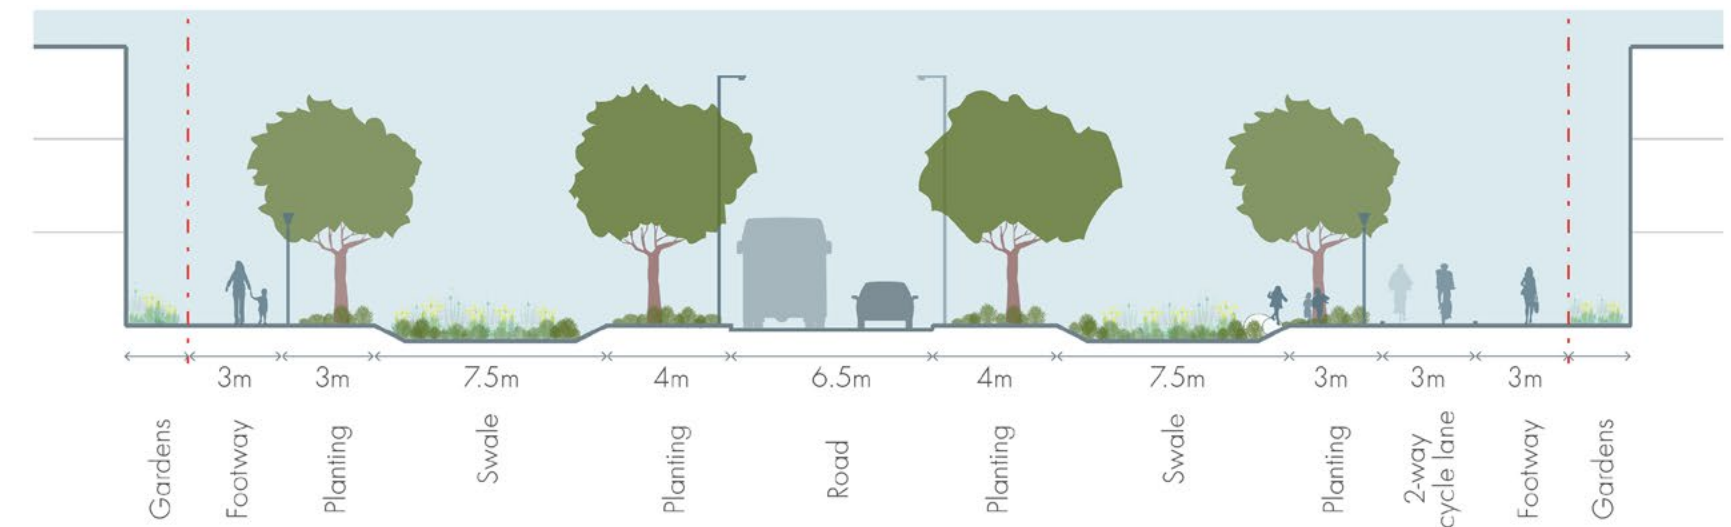 3m 3m 7.5m 4m 6.5m 4m 7.5m 3m 3m 3m
Gardens
Footway
Planting
Swale
Planting
Road
Planting
Swale
Planting
2-way
cycle lane
Footway
Gardens